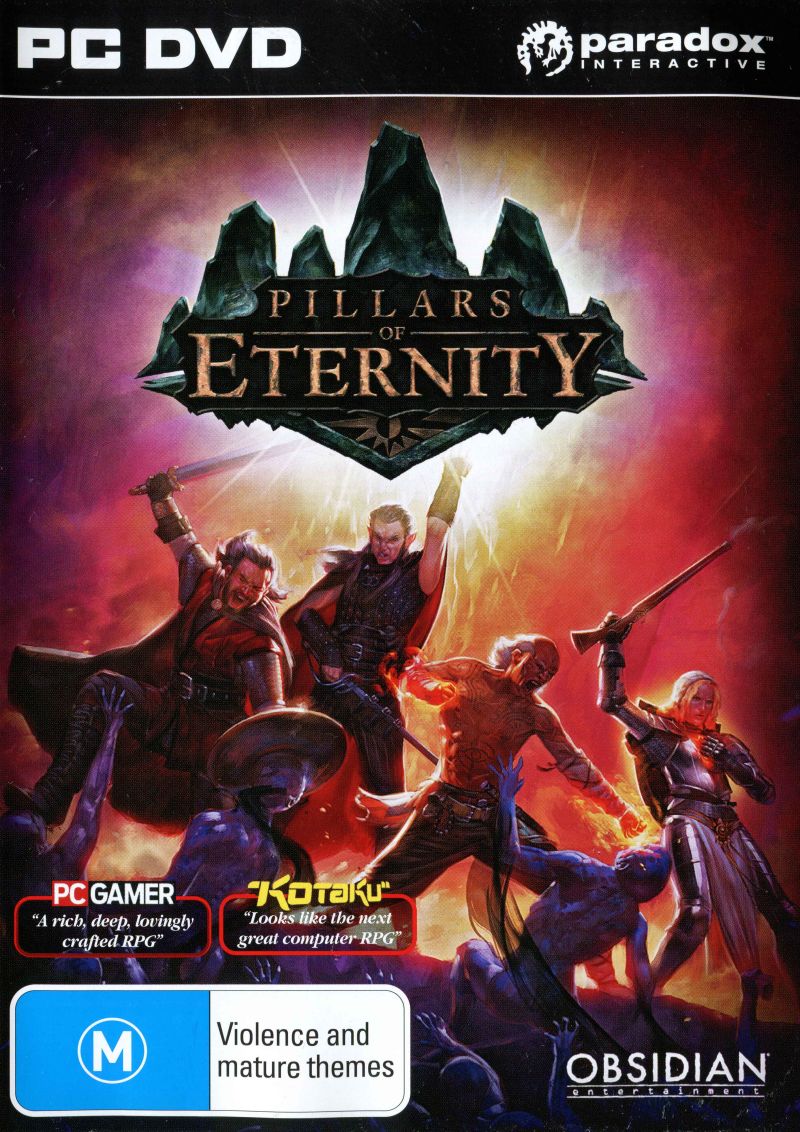 PC DVD
paradox™
INTERACTIVE
PILLARS
OF
ETERNITY
PC GAMER
"A rich, deep, lovingly
crafted RPG"
"KOTAKU"
"Looks like the next
great computer RPG"
M
Violence and
mature themes
OBSIDIAN
entertainment